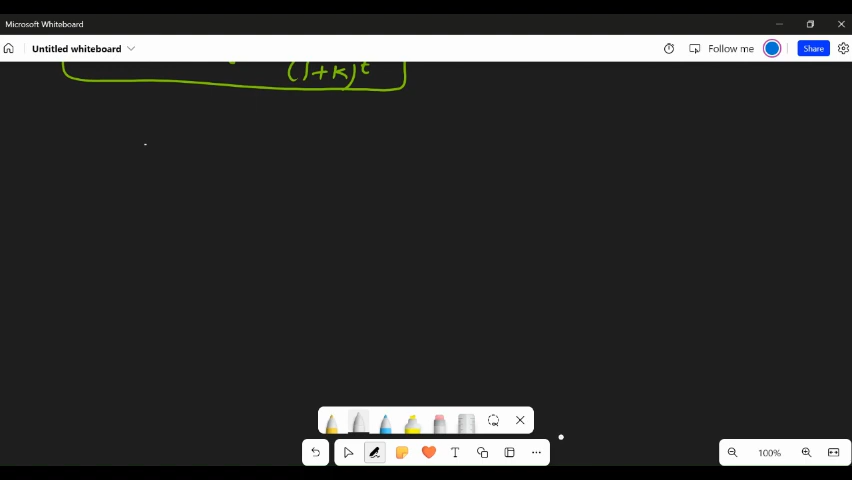 Microsoft Whiteboard
Untitled whiteboard
Follow me
Share
(1+k)^t
100%